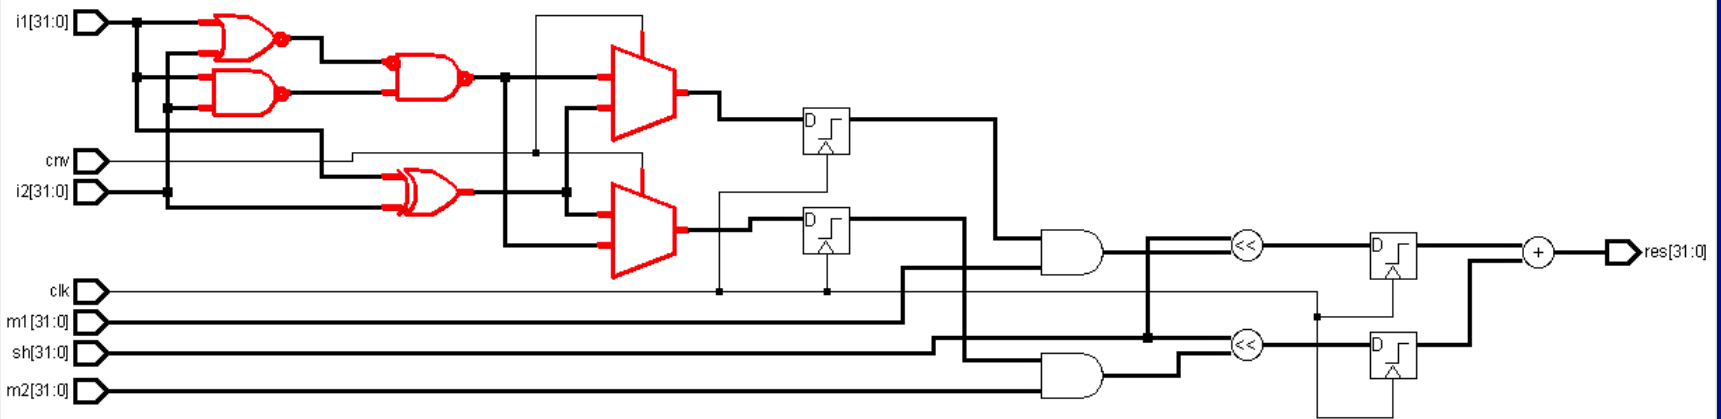 i1[31:0]
cnv
i2[31:0]
clk
m1[31:0]
sh[31:0]
m2[31:0]
D
D
<<
<<
D
D
+
res[31:0]